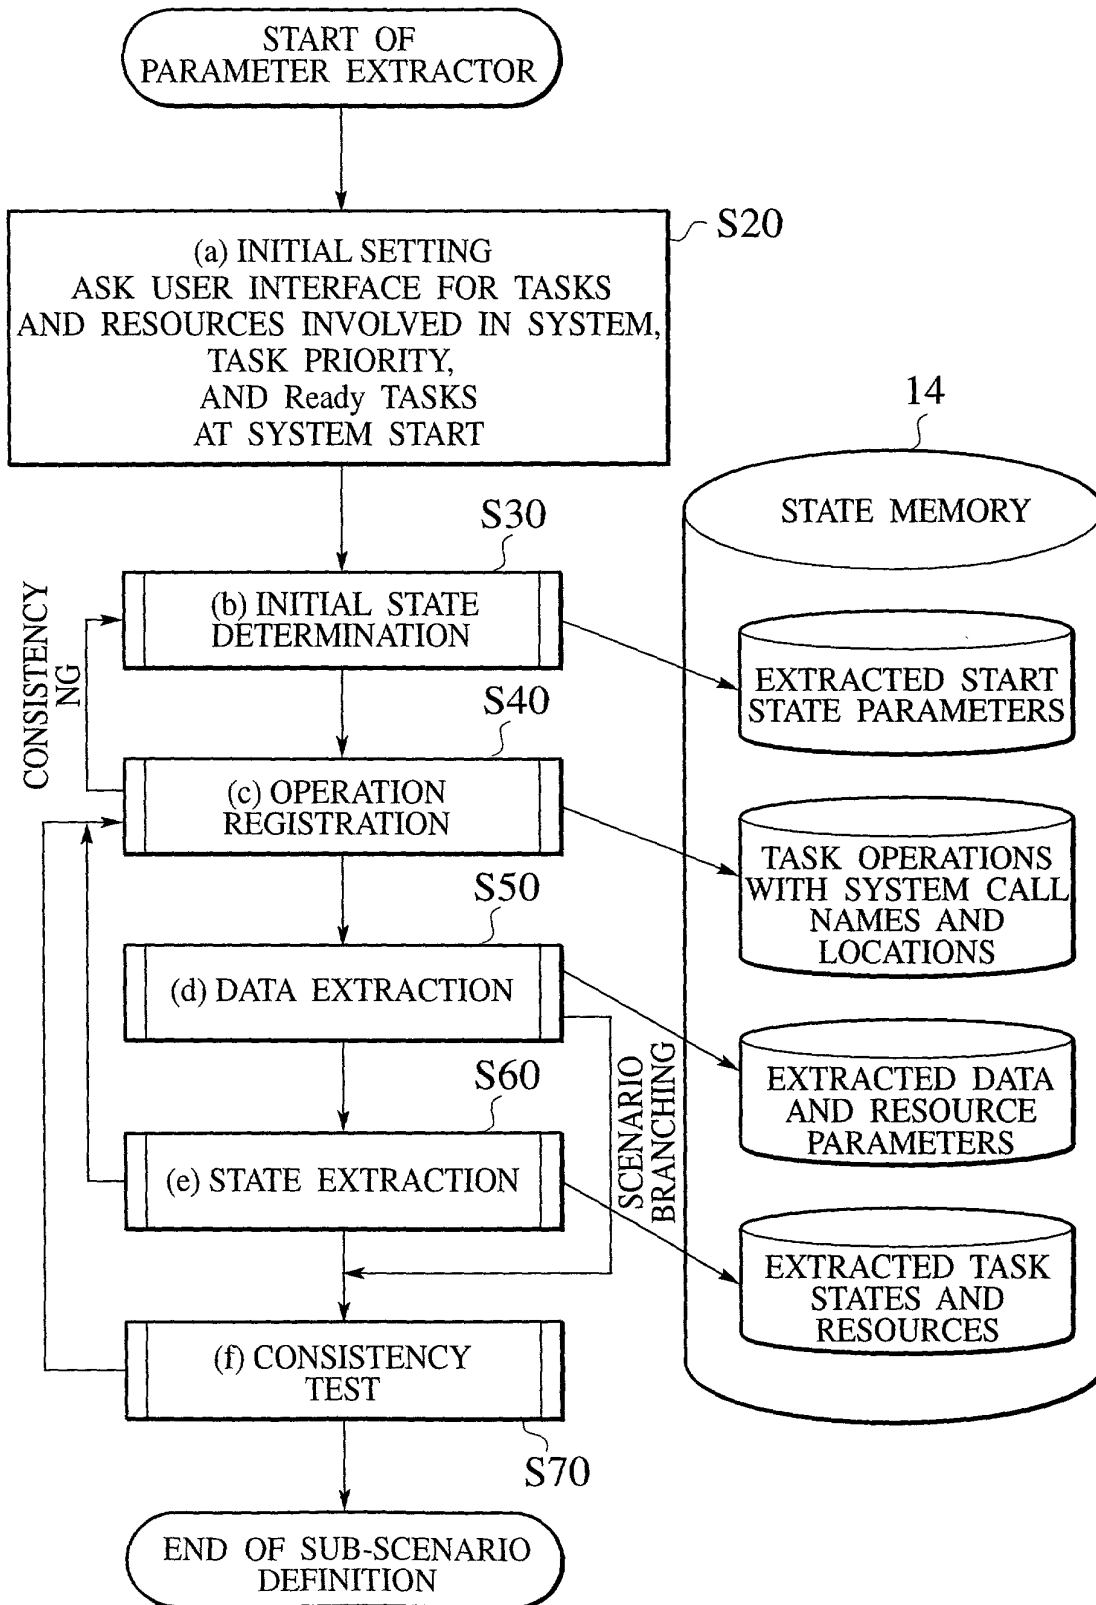 START OF
PARAMETER EXTRACTOR
S20
(a) INITIAL SETTING
ASK USER INTERFACE FOR TASKS
AND RESOURCES INVOLVED IN SYSTEM,
TASK PRIORITY,
AND Ready TASKS
AT SYSTEM START
14
STATE MEMORY
S30
(b) INITIAL STATE
DETERMINATION
CONSISTENCY
NG
EXTRACTED START
STATE PARAMETERS
S40
(c) OPERATION
REGISTRATION
TASK OPERATIONS
WITH SYSTEM CALL
NAMES AND
LOCATIONS
S50
(d) DATA EXTRACTION
SCENARIO
BRANCHING
EXTRACTED DATA
AND RESOURCE
PARAMETERS
S60
(e) STATE EXTRACTION
EXTRACTED TASK
STATES AND
RESOURCES
(f) CONSISTENCY
TEST
S70
END OF SUB-SCENARIO
DEFINITION